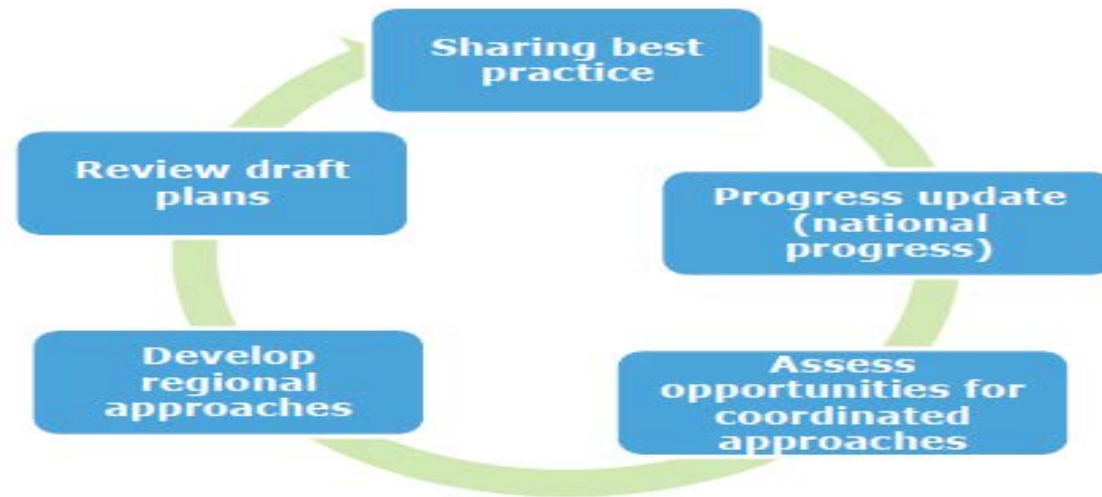 Sharing best
practice
Progress update
(national
progress)
Assess
opportunities for
coordinated
approaches
Develop
regional
approaches
Review draft
plans